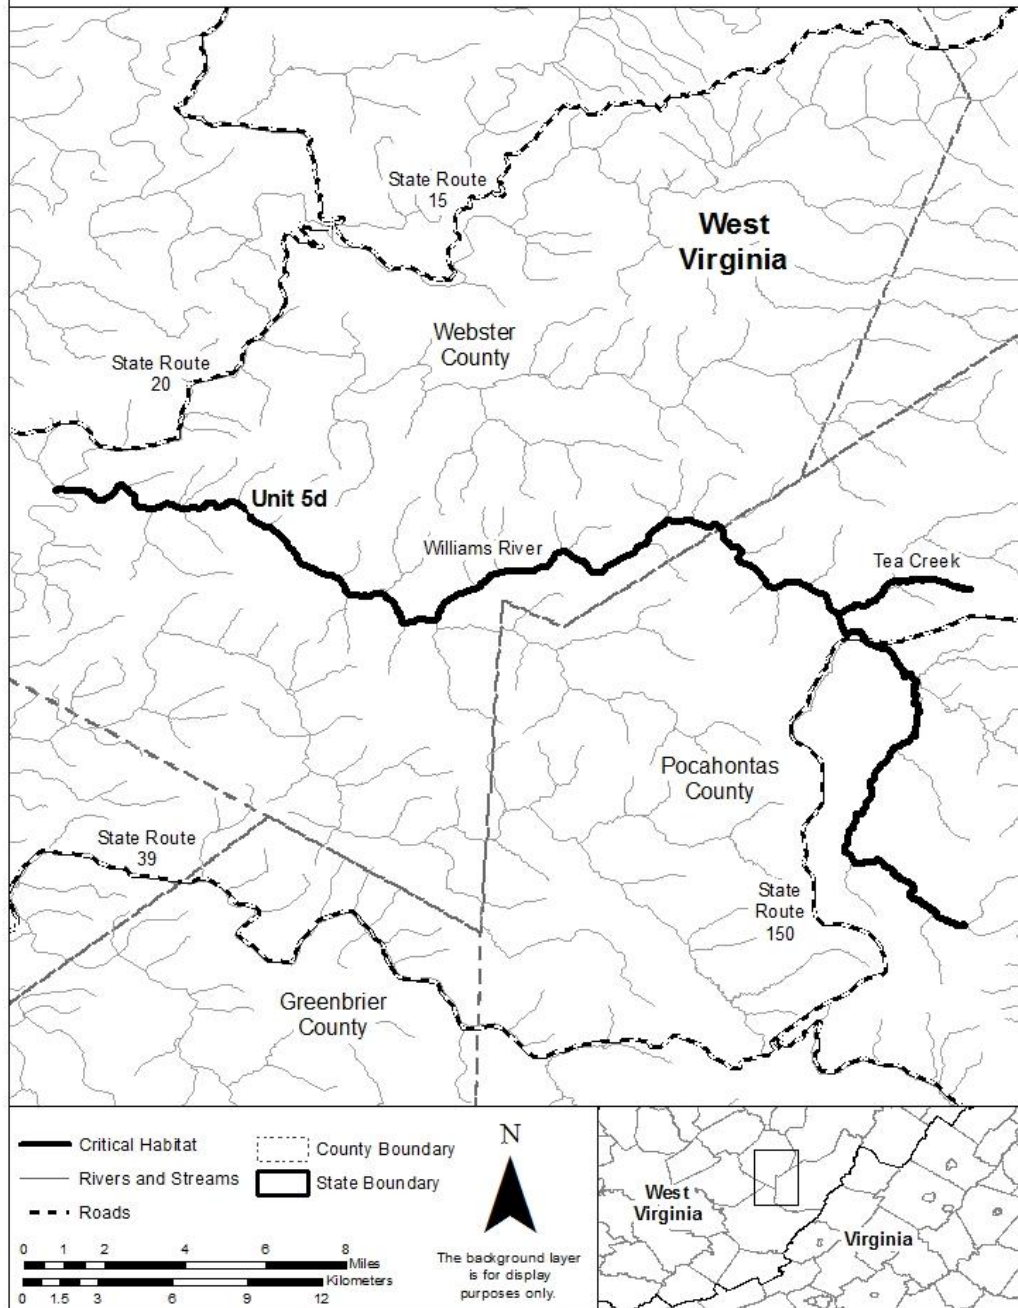 State Route
15
West
Virginia
Webster
County
State Route
20
Unit 5d
Williams River
Tea Creek
Pocahontas
County
State Route
39
State
Route
150
Greenbrier
County
Critical Habitat
Rivers and Streams
Roads
County Boundary
State Boundary
0 1 2 4 6 8
Miles
Kilometers
0 1.5 3 6 9 12
N
The background layer
is for display
purposes only.
West
Virginia
Virginia